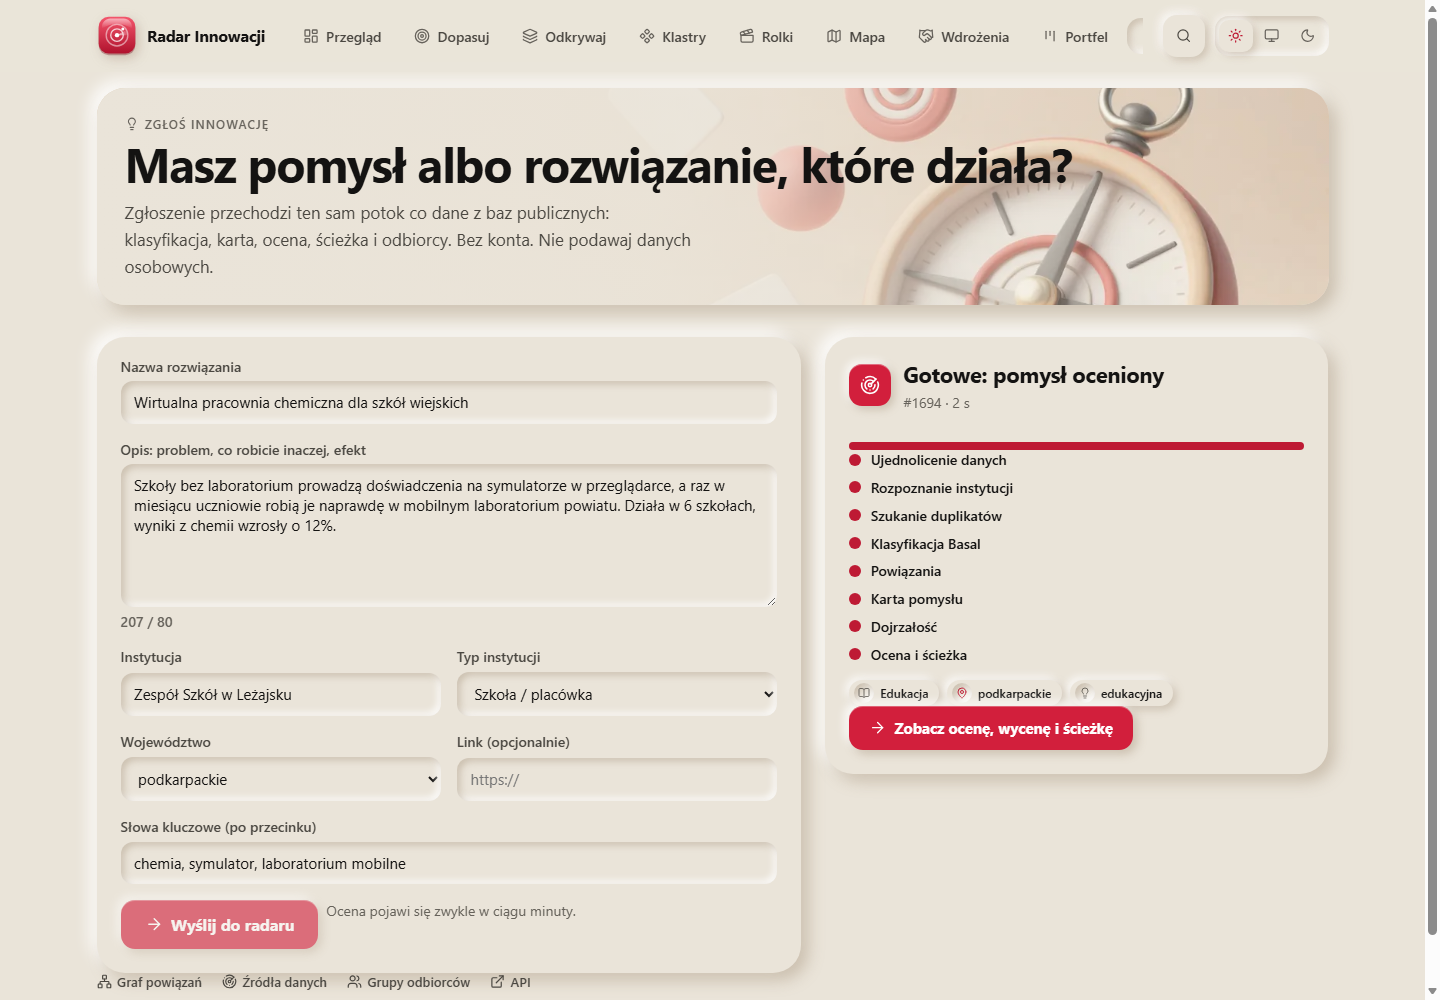 Radar Innowacji
Przegląd
Dopasuj
Odkrywaj
Klastry
Rolki
Mapa
Wdrożenia
Portfel
ZGŁOŚ INNOWACJĘ
Masz pomysł albo rozwiązanie, które działa?
Zgłoszenie przechodzi ten sam potok co dane z baz publicznych:
klasyfikacja, karta, ocena, ścieżka i odbiorcy. Bez konta. Nie podawaj danych
osobowych.
Nazwa rozwiązania
Wirtualna pracownia chemiczna dla szkół wiejskich
Opis: problem, co robicie inaczej, efekt
Szkoły bez laboratorium prowadzą doświadczenia na symulatorze w przeglądarce, a raz w
miesiącu uczniowie robią je naprawdę w mobilnym laboratorium powiatu. Działa w 6 szkołach,
wyniki z chemii wzrosły o 12%.
207 / 80
Instytucja
Typ instytucji
Zespół Szkół w Leżajsku
Szkoła / placówka
Województwo
Link (opcjonalnie)
podkarpackie
https://
Słowa kluczowe (po przecinku)
chemia, symulator, laboratorium mobilne
Wyślij do radaru
Ocena pojawi się zwykle w ciągu minuty.
Gotowe: pomysł oceniony
#1694 · 2 s
Ujednolicenie danych
Rozpoznanie instytucji
Szukanie duplikatów
Klasyfikacja Basal
Powiązania
Karta pomysłu
Dojrzałość
Ocena i ścieżka
Edukacja
podkarpackie
edukacyjna
Zobacz ocenę, wycenę i ścieżkę
Graf powiązań
Źródła danych
Grupy odbiorców
API